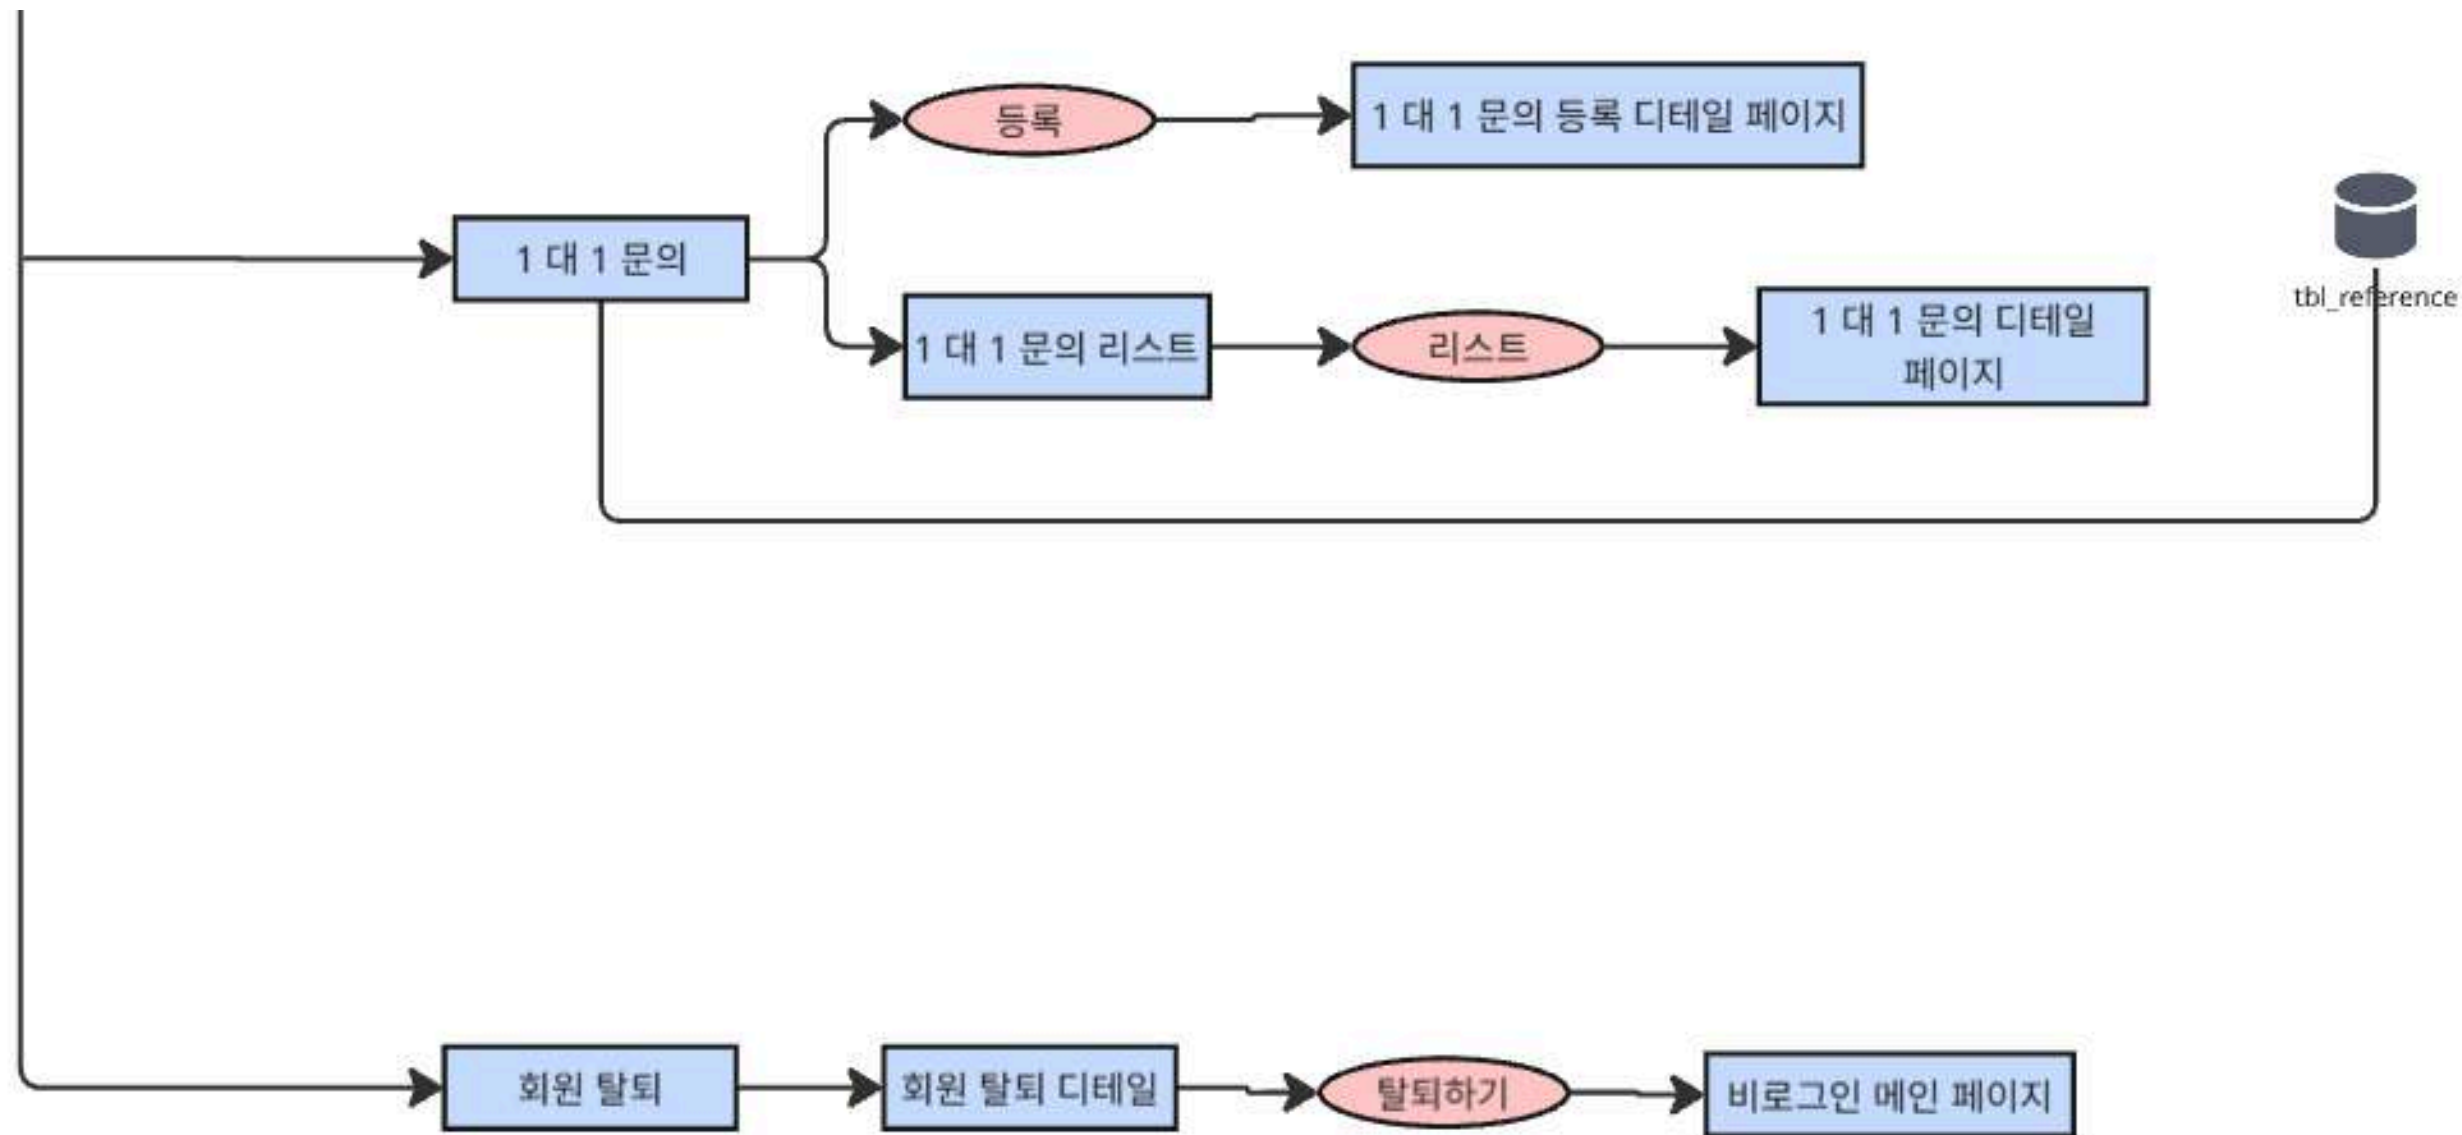 등록
1 대 1 문의 등록 디테일 페이지
1 대 1 문의
tbl_reference
1 대 1 문의 리스트
리스트
1 대 1 문의 디테일
페이지
회원 탈퇴
회원 탈퇴 디테일
탈퇴하기
비로그인 메인 페이지